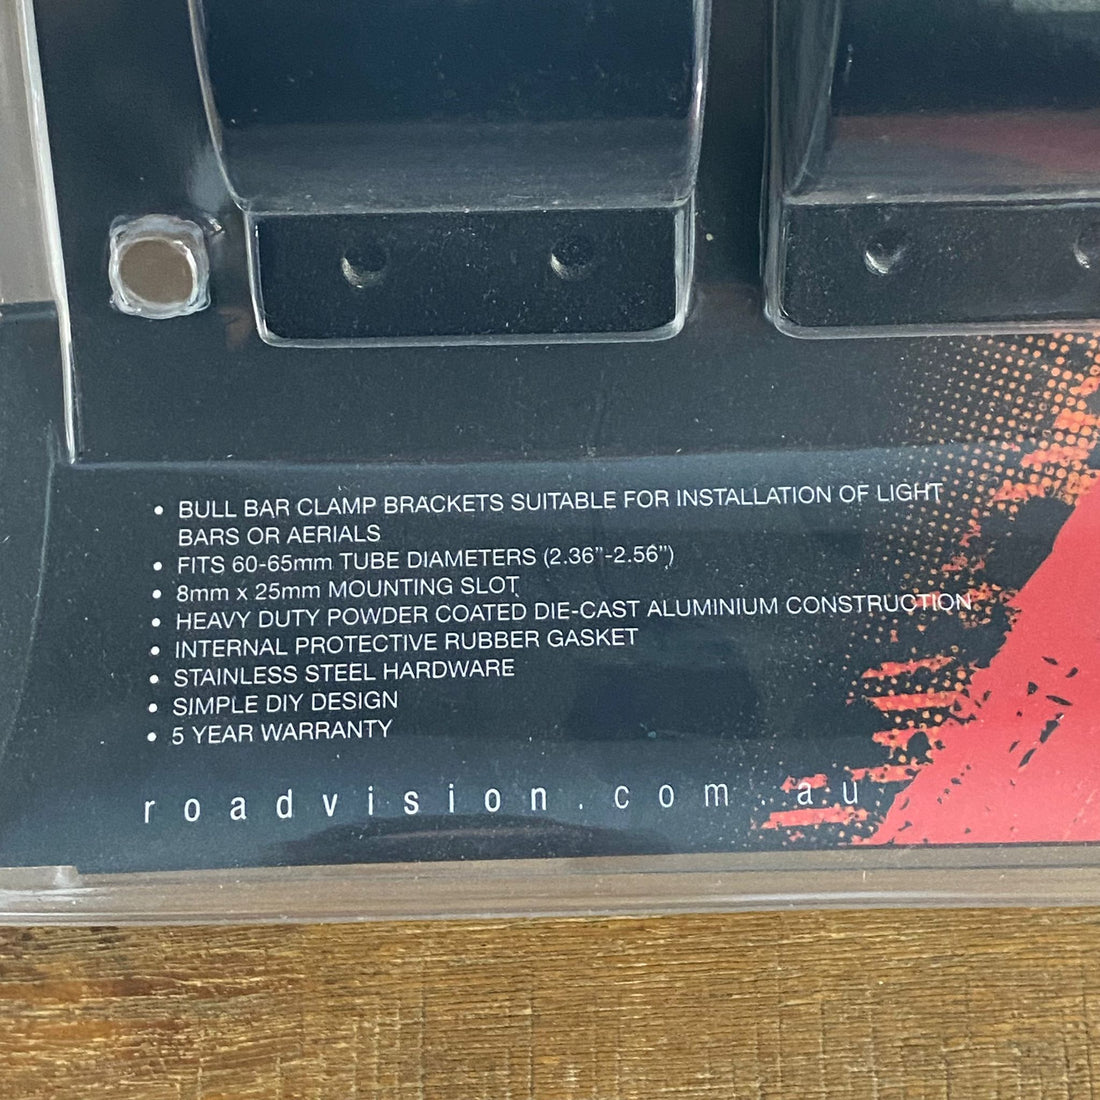 • BULL BAR CLAMP BRACKETS SUITABLE FOR INSTALLATION OF LIGHT
BARS OR AERIALS
• FITS 60-65mm TUBE DIAMETERS (2.36"-2.56")
• 8mm x 25mm MOUNTING SLOT
• HEAVY DUTY POWDER COATED DIE-CAST ALUMINIUM CONSTRUCTION
• INTERNAL PROTECTIVE RUBBER GASKET
• STAINLESS STEEL HARDWARE
• SIMPLE DIY DESIGN
• 5 YEAR WARRANTY
roadvision.com.au